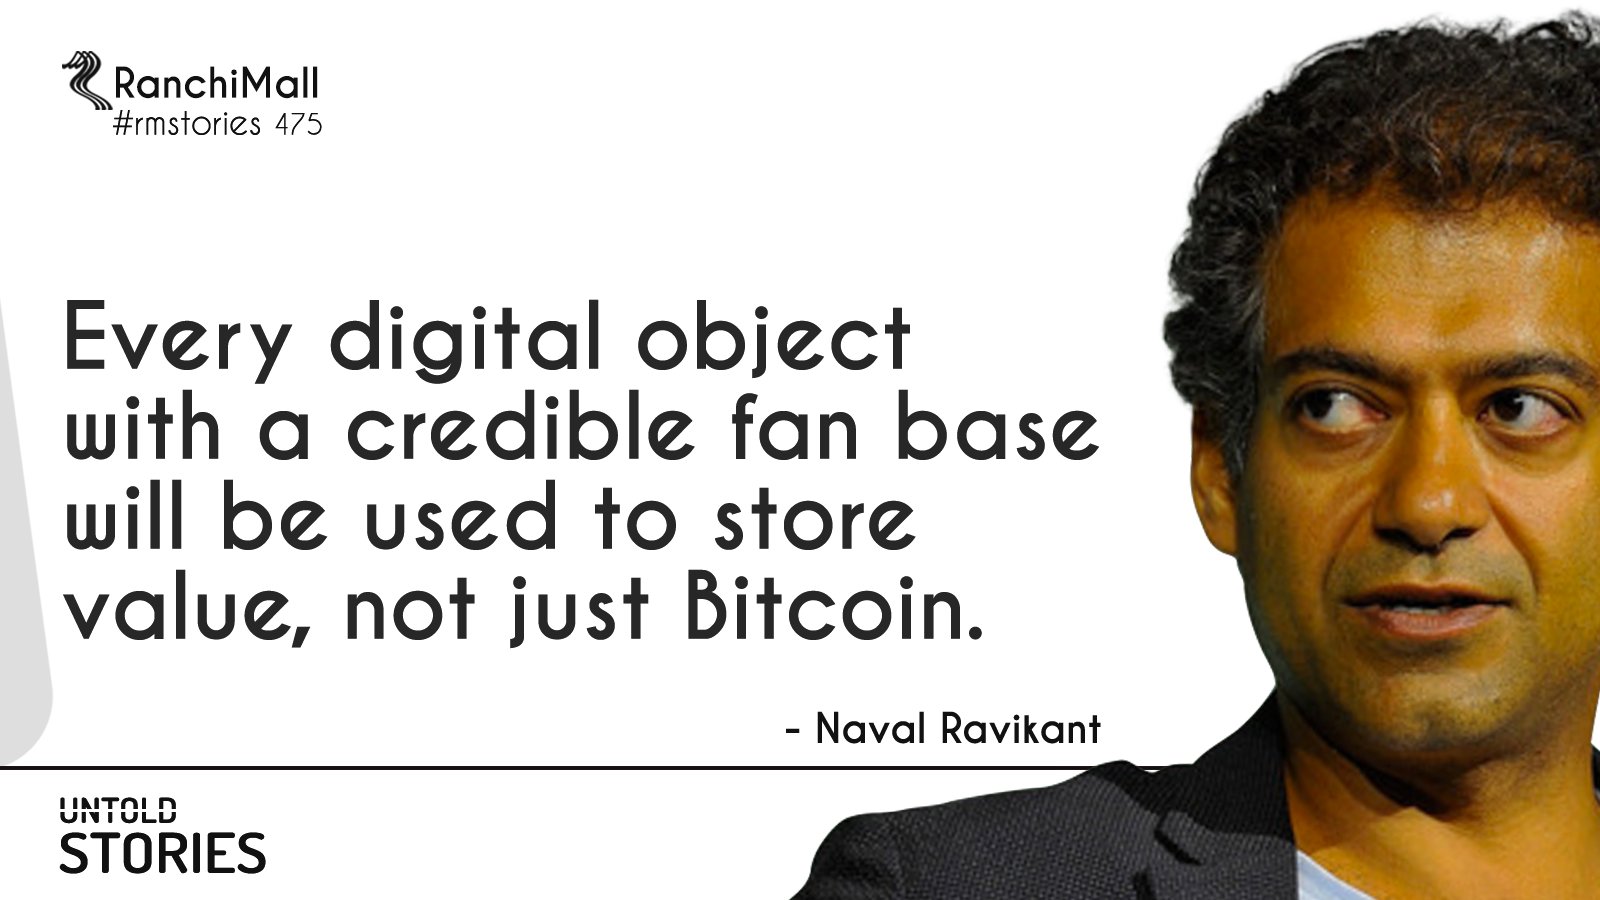 RanchiMall
#rmstories 475
Every digital object
with a credible fan base
will be used to store
value, not just Bitcoin.
- Naval Ravikant
UNTOLD
STORIES